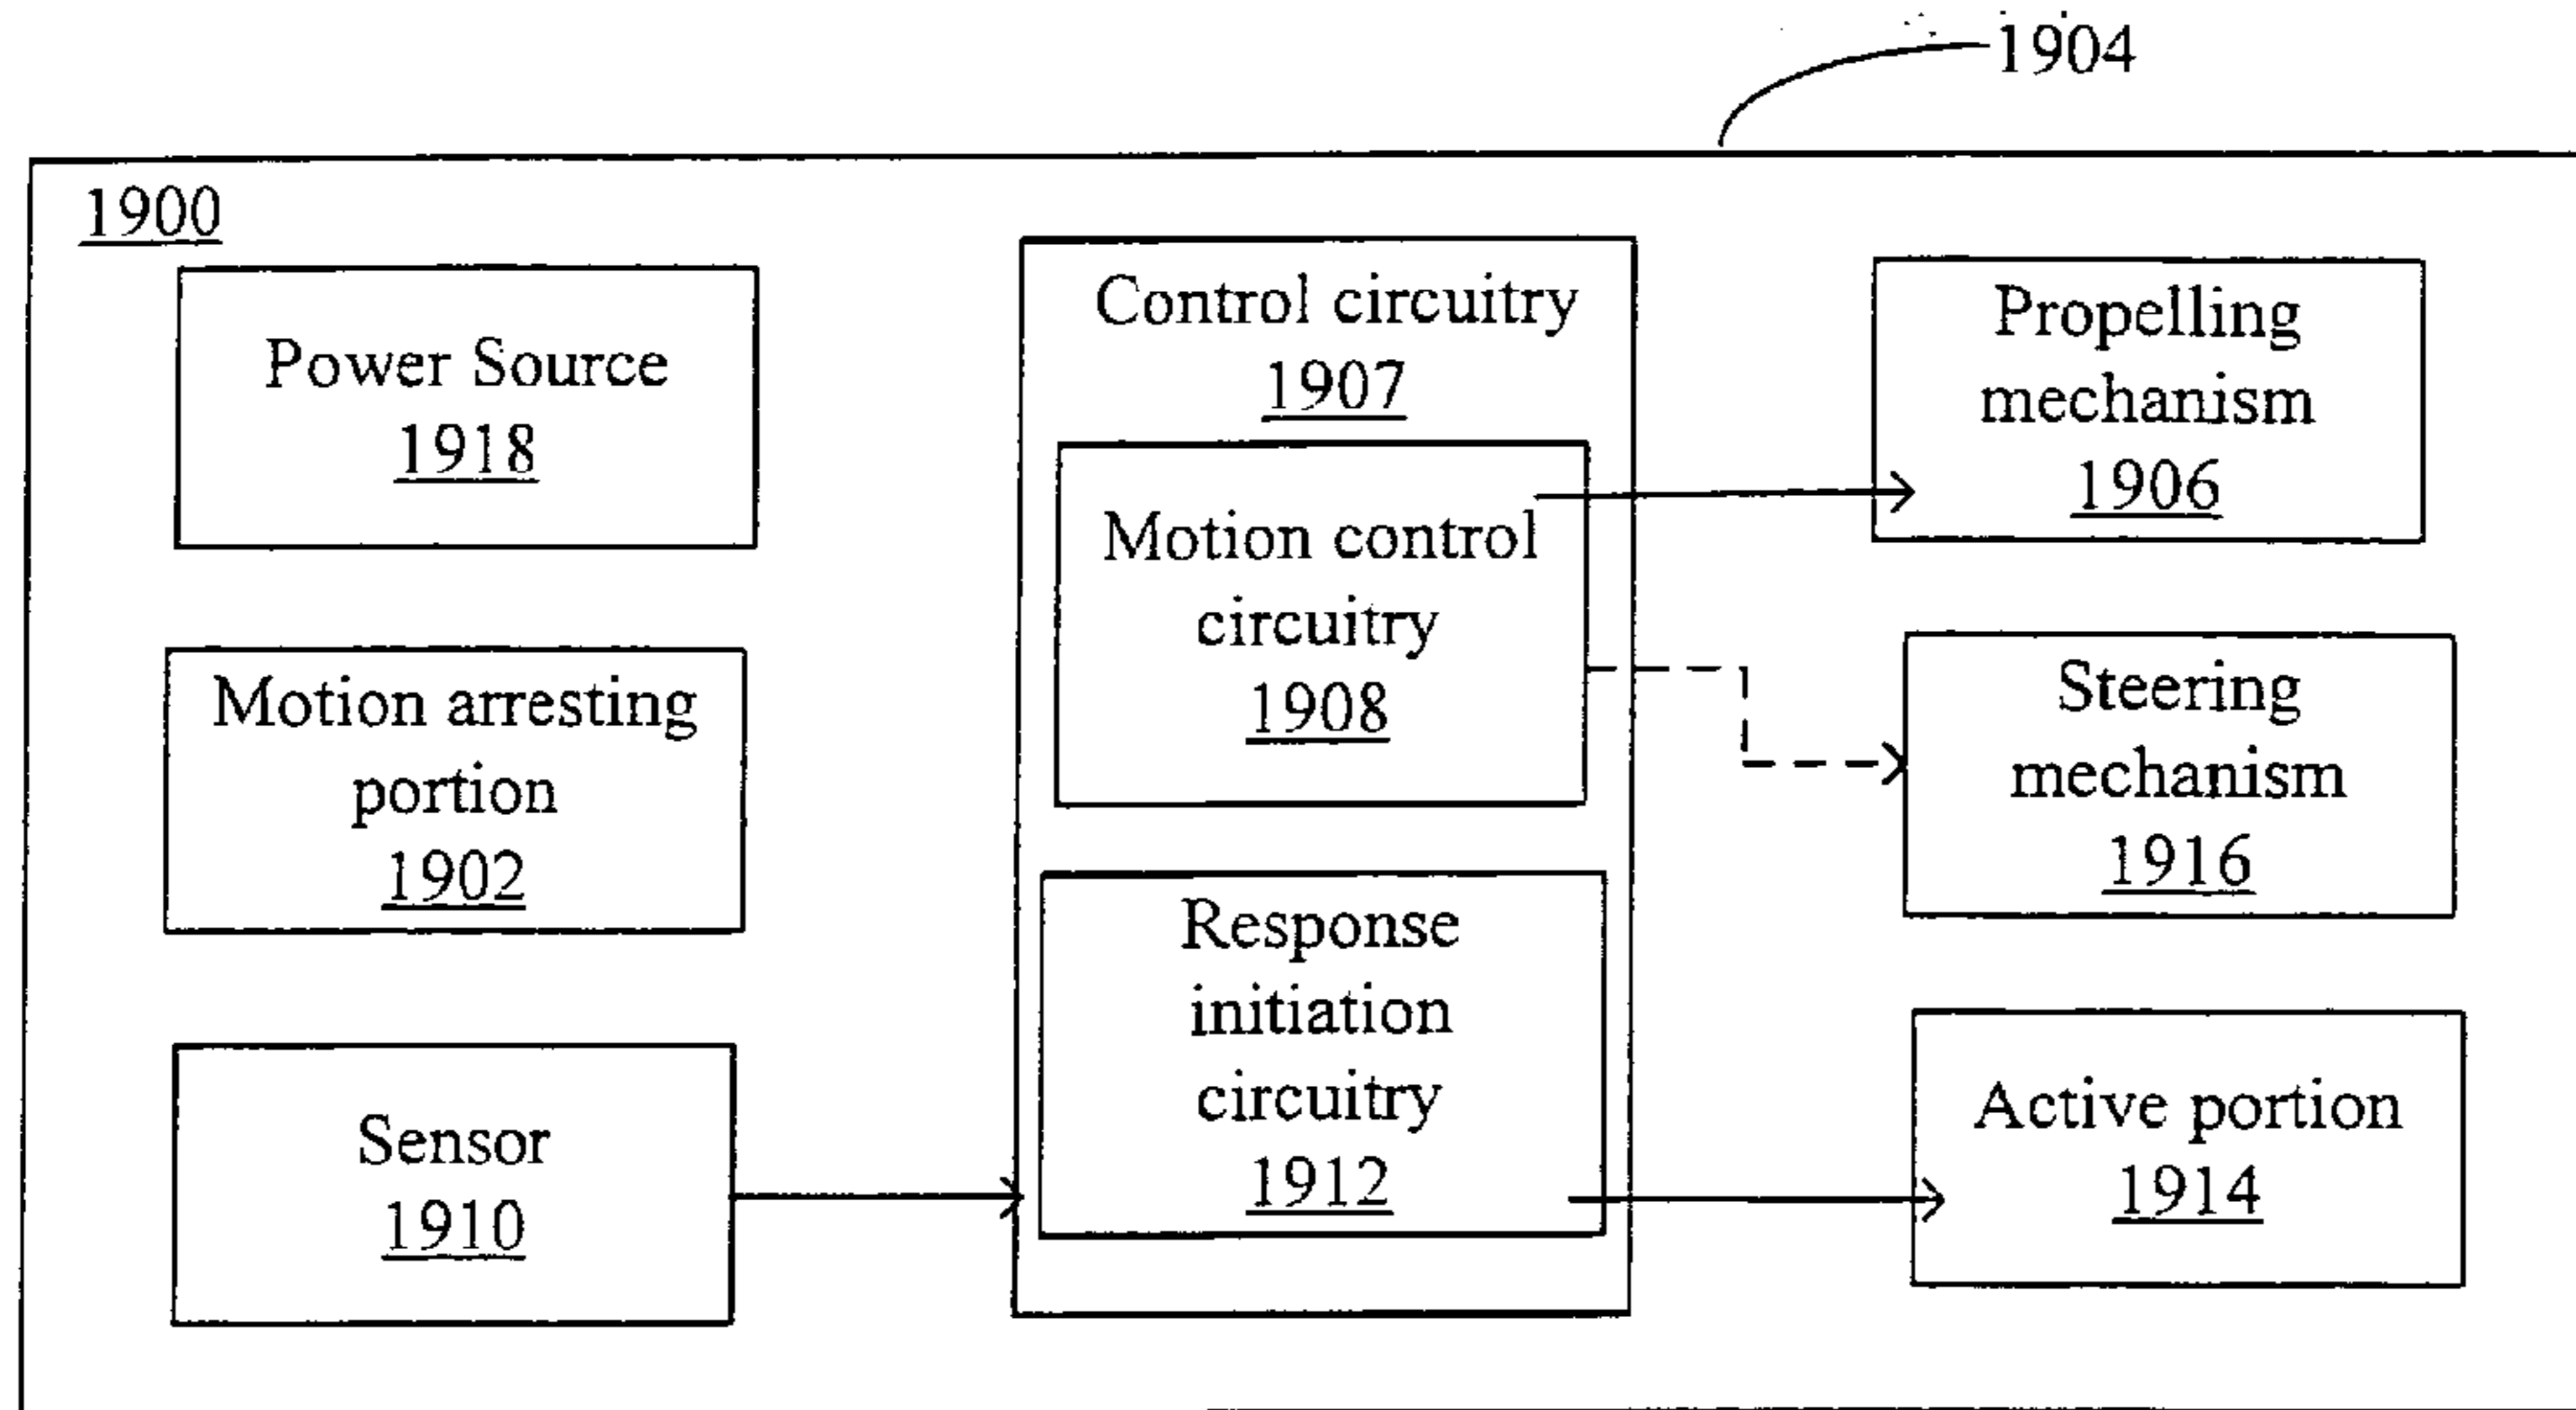 1904
1900
Power Source
1918
Motion arresting
portion
1902
Sensor
1910
Control circuitry
1907
Motion control
circuitry
1908
Response
initiation
circuitry
1912
Propelling
mechanism
1906
Steering
mechanism
1916
Active portion
1914